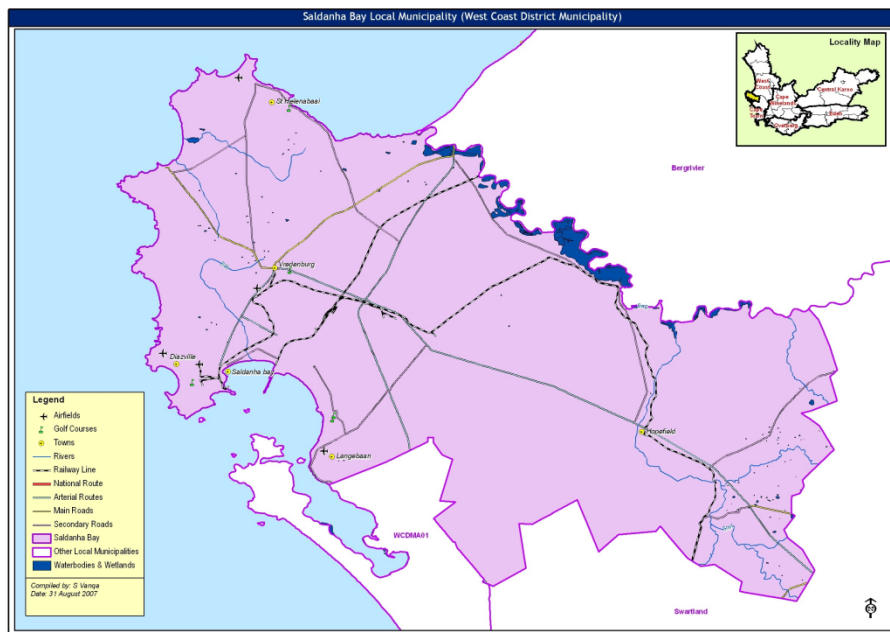 Saldanha Bay Local Municipality (West Coast District Municipality)
Locality Map
West
Coast
Central Karoo
Cape
Winelands
Cape
Town
Eden
Overberg
St Helenabaai
Bergrivier
Vredenburg
Diazville
Saldanha bay
Hopefield
Langebaan
WCDMA01
Swartland
Legend
Airfields
Golf Courses
Towns
Rivers
Railway Line
National Route
Arterial Routes
Main Roads
Secondary Roads
Saldanha Bay
Other Local Municipalities
Waterbodies & Wetlands
Compiled by: S Vanqa
Date: 31 August 2007